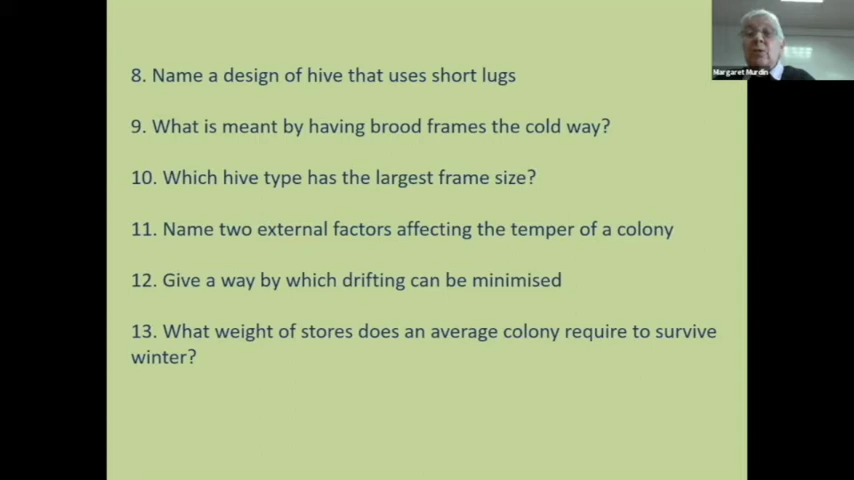 Margaret Murdin
8. Name a design of hive that uses short lugs
9. What is meant by having brood frames the cold way?
10. Which hive type has the largest frame size?
11. Name two external factors affecting the temper of a colony
12. Give a way by which drifting can be minimised
13. What weight of stores does an average colony require to survive
winter?